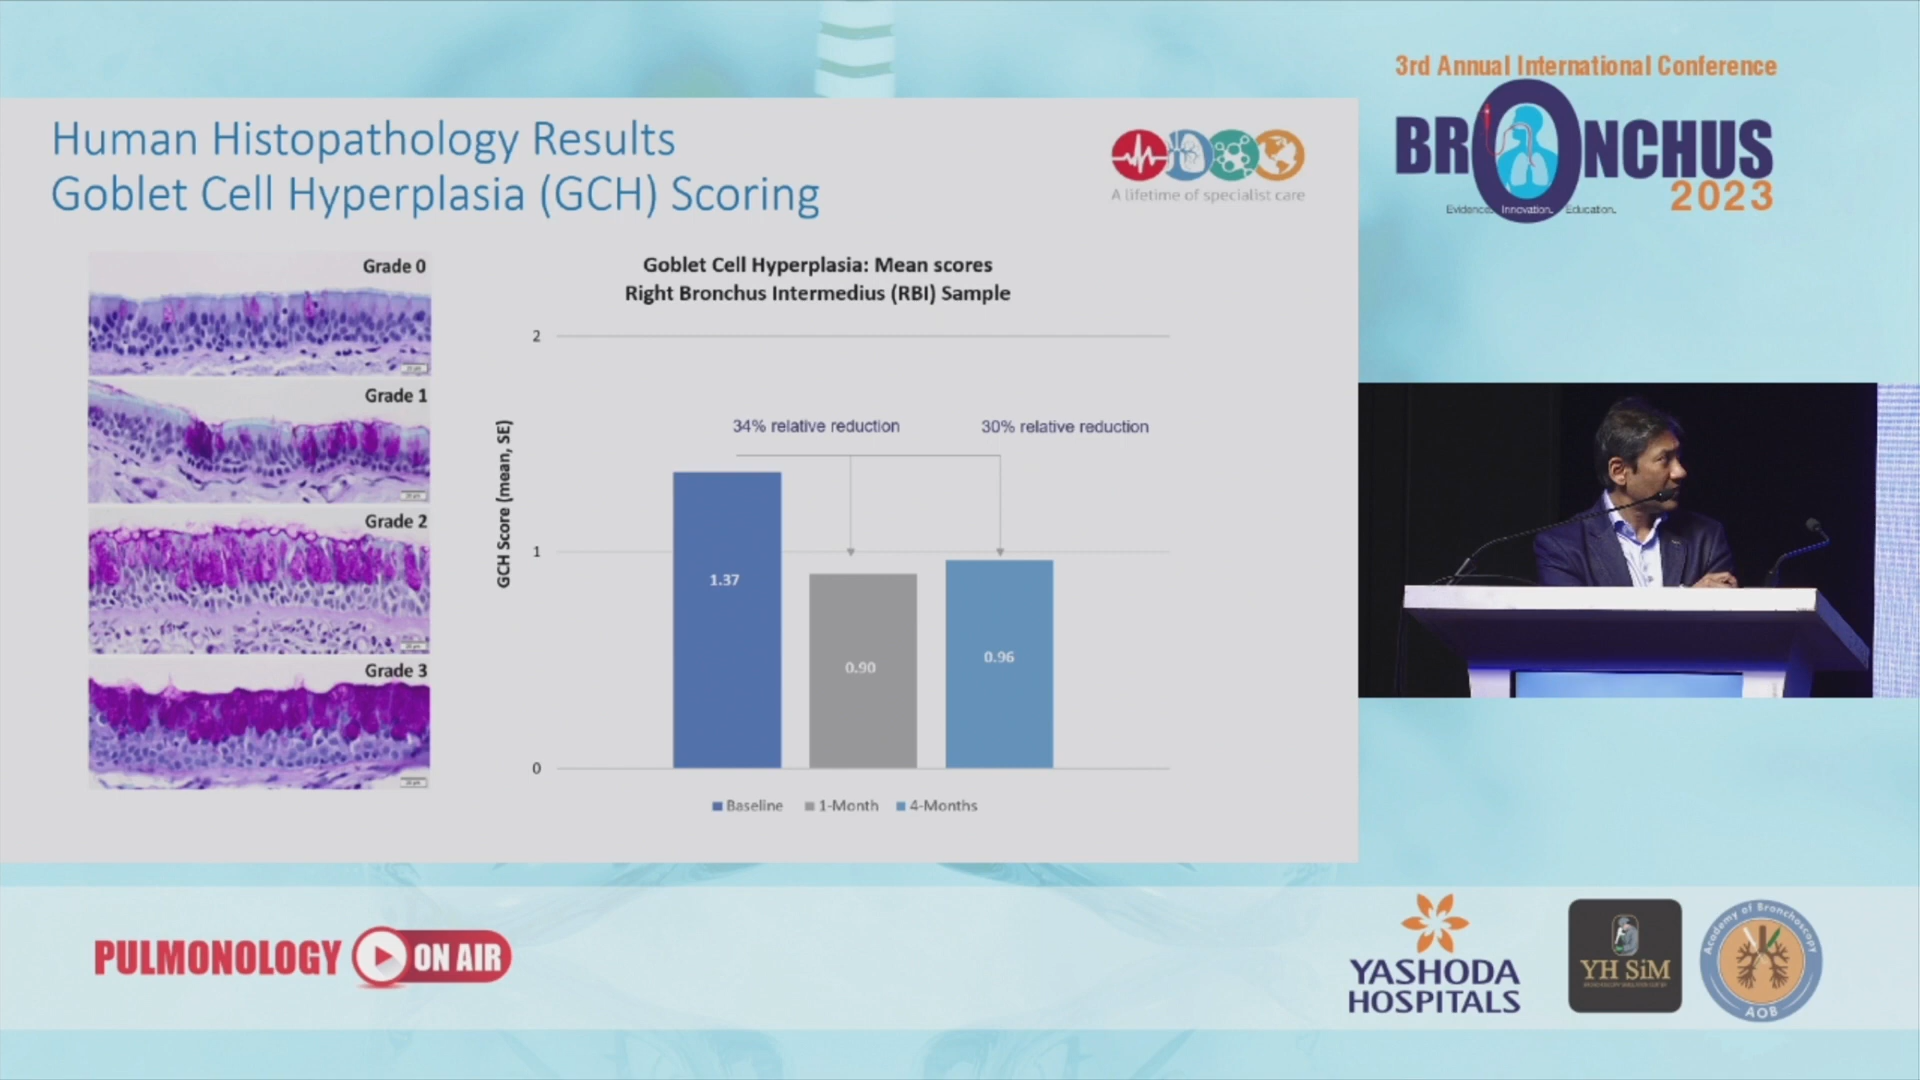 3rd Annual International Conference
BRONCHUS
2023
Evidence. Innovation. Education.
Human Histopathology Results
Goblet Cell Hyperplasia (GCH) Scoring
A lifetime of specialist care
Grade 0
Grade 1
Grade 2
Grade 3
Goblet Cell Hyperplasia: Mean scores
Right Bronchus Intermedius (RBI) Sample
GCH Score (mean, SE)
2
1
0
34% relative reduction
30% relative reduction
1.37
0.90
0.96
Baseline 1-Month 4-Months
PULMONOLOGY ON AIR
YASHODA
HOSPITALS
YH SiM
Academy of Bronchoscopy
AOB